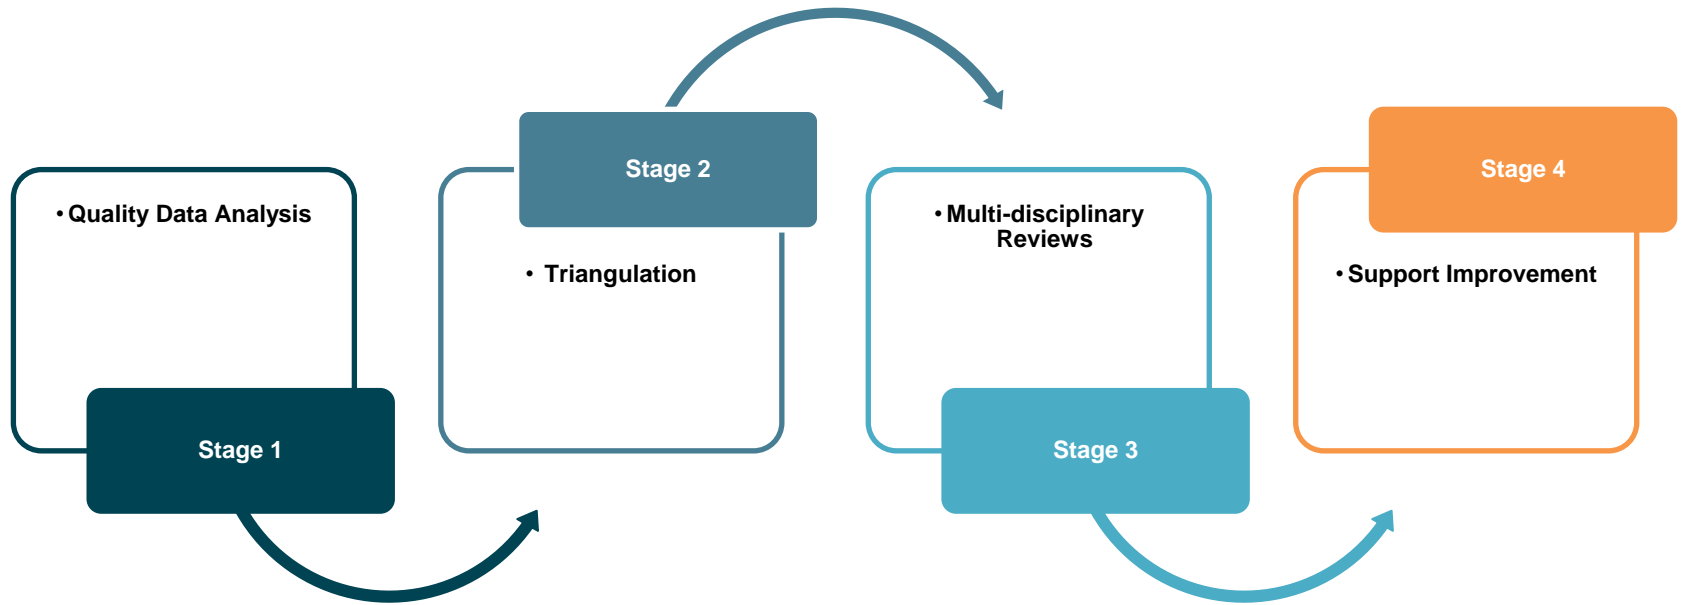 • Quality Data Analysis
Stage 1
Stage 2
• Triangulation
• Multi-disciplinary
Reviews
Stage 3
Stage 4
• Support Improvement